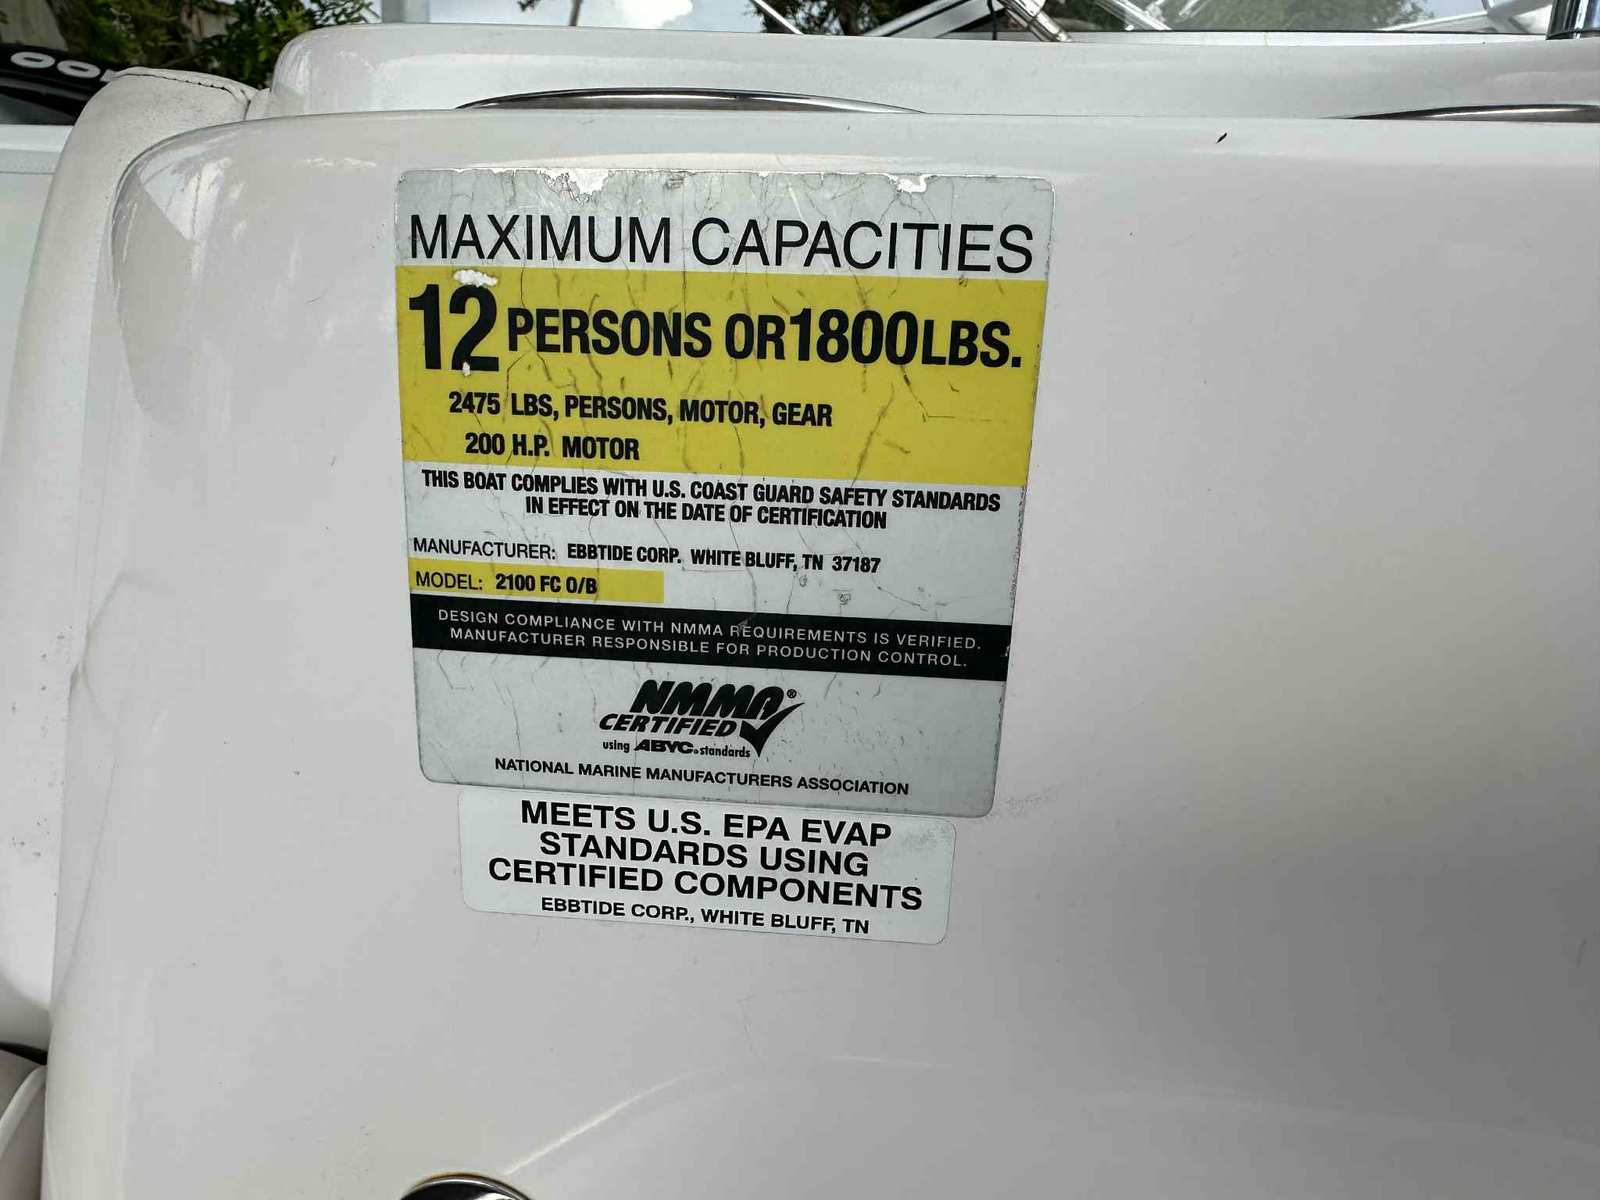 MAXIMUM CAPACITIES
12 PERSONS OR 1800 LBS.
2475 LBS, PERSONS, MOTOR, GEAR
200 H.P. MOTOR
THIS BOAT COMPLIES WITH U.S. COAST GUARD SAFETY STANDARDS
IN EFFECT ON THE DATE OF CERTIFICATION
MANUFACTURER: EBBTIDE CORP. WHITE BLUFF, TN 37187
MODEL: 2100 FC O/B
DESIGN COMPLIANCE WITH NMMA REQUIREMENTS IS VERIFIED.
MANUFACTURER RESPONSIBLE FOR PRODUCTION CONTROL.
NMMA®
CERTIFIED
using ABYC® standards
NATIONAL MARINE MANUFACTURERS ASSOCIATION
MEETS U.S. EPA EVAP
STANDARDS USING
CERTIFIED COMPONENTS
EBBTIDE CORP., WHITE BLUFF, TN